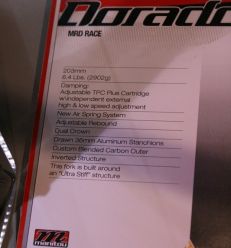 Dorado
MRD RACE
203mm
6.4 Lbs. (2902g)
Damping:
Adjustable TPC Plus Cartridge
w/independent external
high & low speed adjustment
New Air Spring System
Adjustable Rebound
Dual Crown
Drawn 36mm Aluminum Stanchions
Custom Blended Carbon Outer
Inverted Structure
This fork is built around
an "Ultra Stiff" structure
manitou